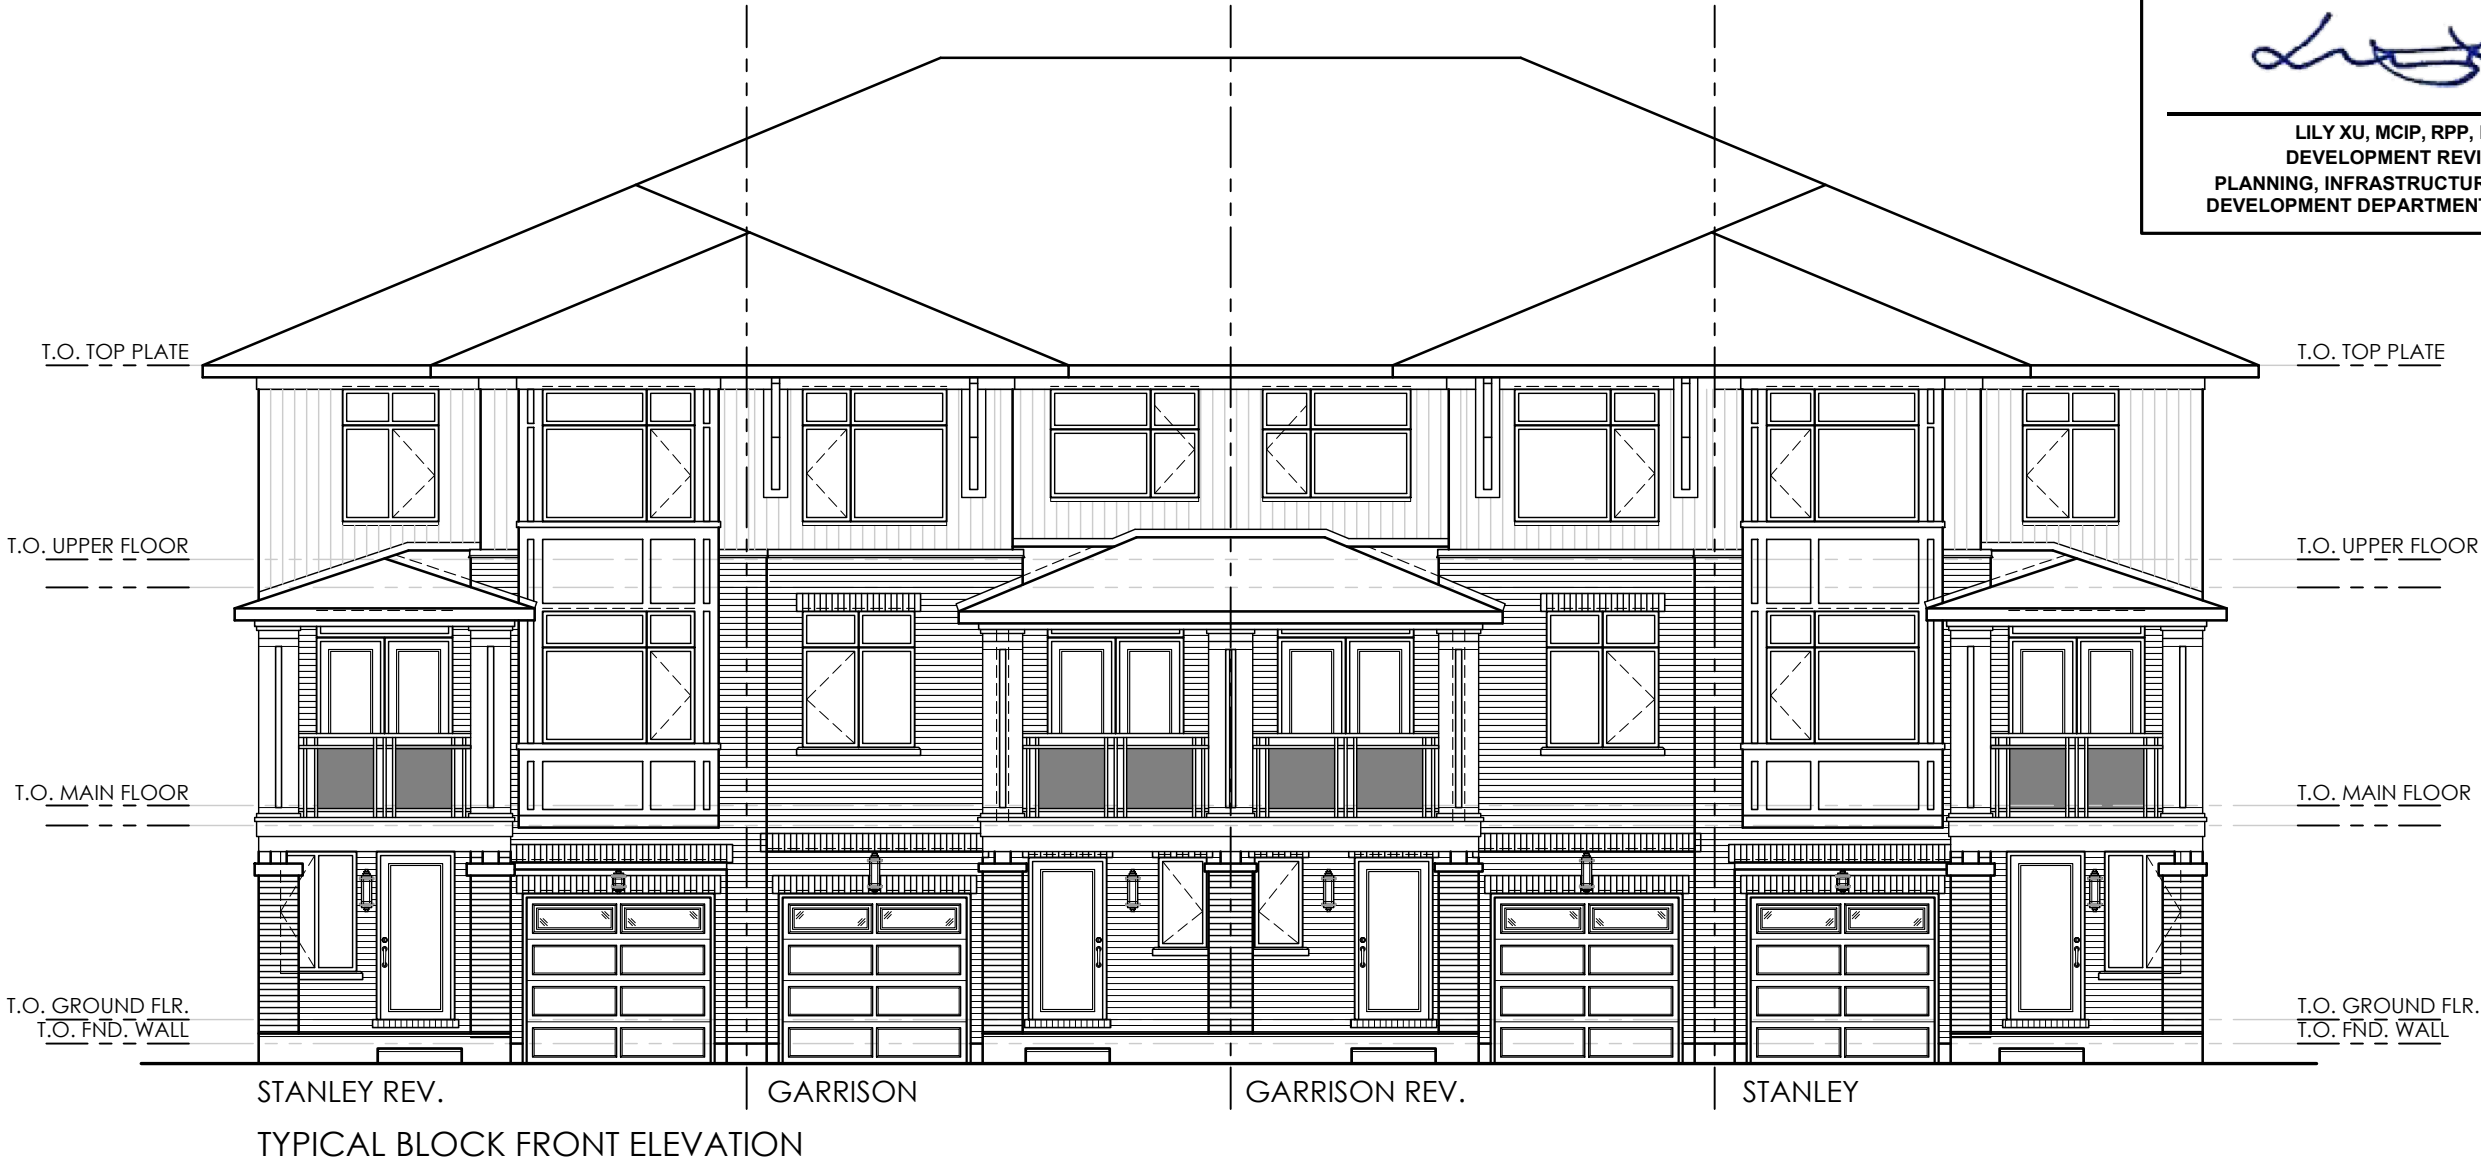 LILY XU, MCIP, RPP,
DEVELOPMENT REVI
PLANNING, INFRASTRUCTUR
DEVELOPMENT DEPARTMENT
T.O. TOP PLATE
T.O. TOP PLATE
T.O. UPPER FLOOR
T.O. UPPER FLOOR
T.O. MAIN FLOOR
T.O. MAIN FLOOR
T.O. GROUND FLR.
T.O. GROUND FLR.
T.O. FND. WALL
T.O. FND. WALL
STANLEY REV.
GARRISON
GARRISON REV.
STANLEY
TYPICAL BLOCK FRONT ELEVATION